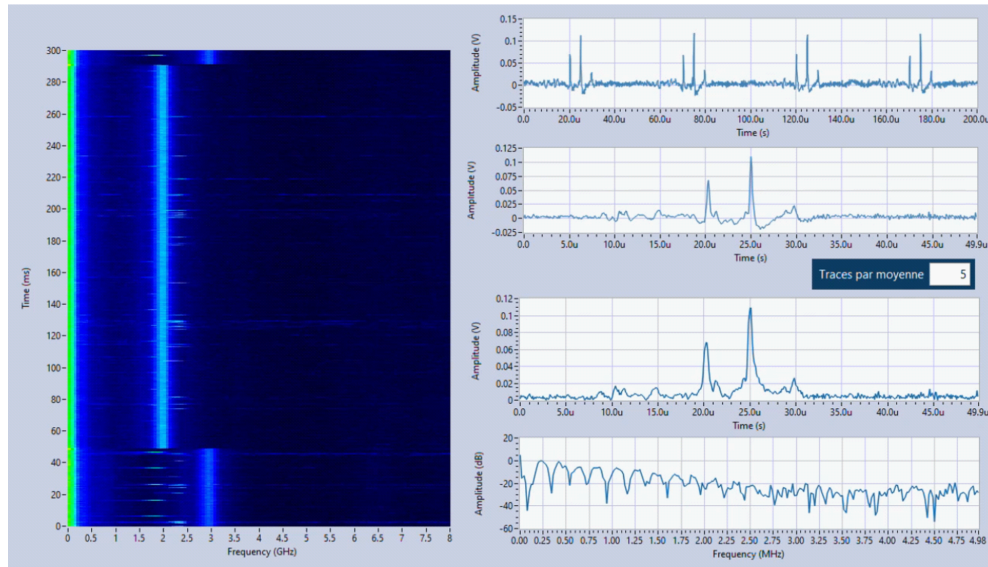 300
260
240
220
200
180
160
140
120
100
80
60
40
20
0
Time (ms)
0 0.5 1 1.5 2 2.5 3 3.5 4 4.5 5 5.5 6 6.5 7 7.5 8
Frequency (GHz)
0.15
0.1
0.05
0
-0.05
Amplitude (V)
0.0 20.0u 40.0u 60.0u 80.0u 100.0u 120.0u 140.0u 160.0u 180.0u 200.0u
Time (s)
0.125
0.1
0.075
0.05
0.025
0
-0.025
Amplitude (V)
0.0 5.0u 10.0u 15.0u 20.0u 25.0u 30.0u 35.0u 40.0u 45.0u 49.9u
Time (s)
Traces par moyenne 5
0.12
0.1
0.08
0.06
0.04
0.02
0
Amplitude (V)
0.0 5.0u 10.0u 15.0u 20.0u 25.0u 30.0u 35.0u 40.0u 45.0u 49.9u
Time (s)
20
0
-20
-40
-60
Amplitude (dB)
0.00 0.25 0.50 0.75 1.00 1.25 1.50 1.75 2.00 2.25 2.50 2.75 3.00 3.25 3.50 3.75 4.00 4.25 4.50 4.75 4.98
Frequency (MHz)